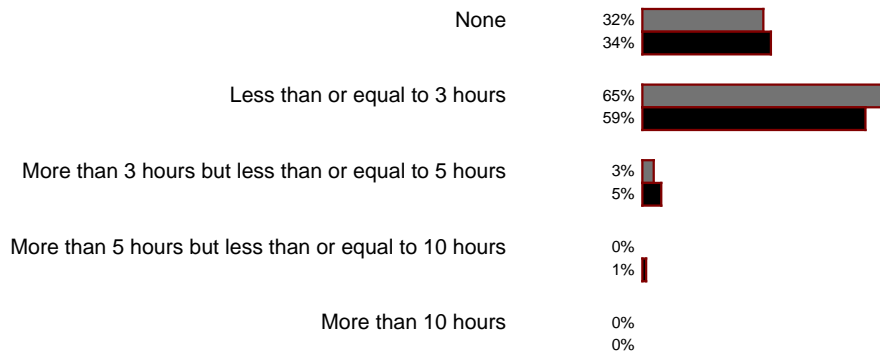 None
32%
34%
Less than or equal to 3 hours
65%
59%
More than 3 hours but less than or equal to 5 hours
3%
5%
More than 5 hours but less than or equal to 10 hours
0%
1%
More than 10 hours
0%
0%